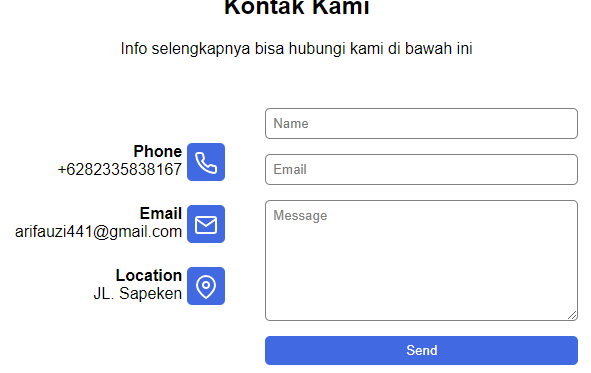 Kontak Kami
Info selengkapnya bisa hubungi kami di bawah ini
Phone
+6282335838167
Email
arifauzi441@gmail.com
Location
JL. Sapeken
Name
Email
Message
Send